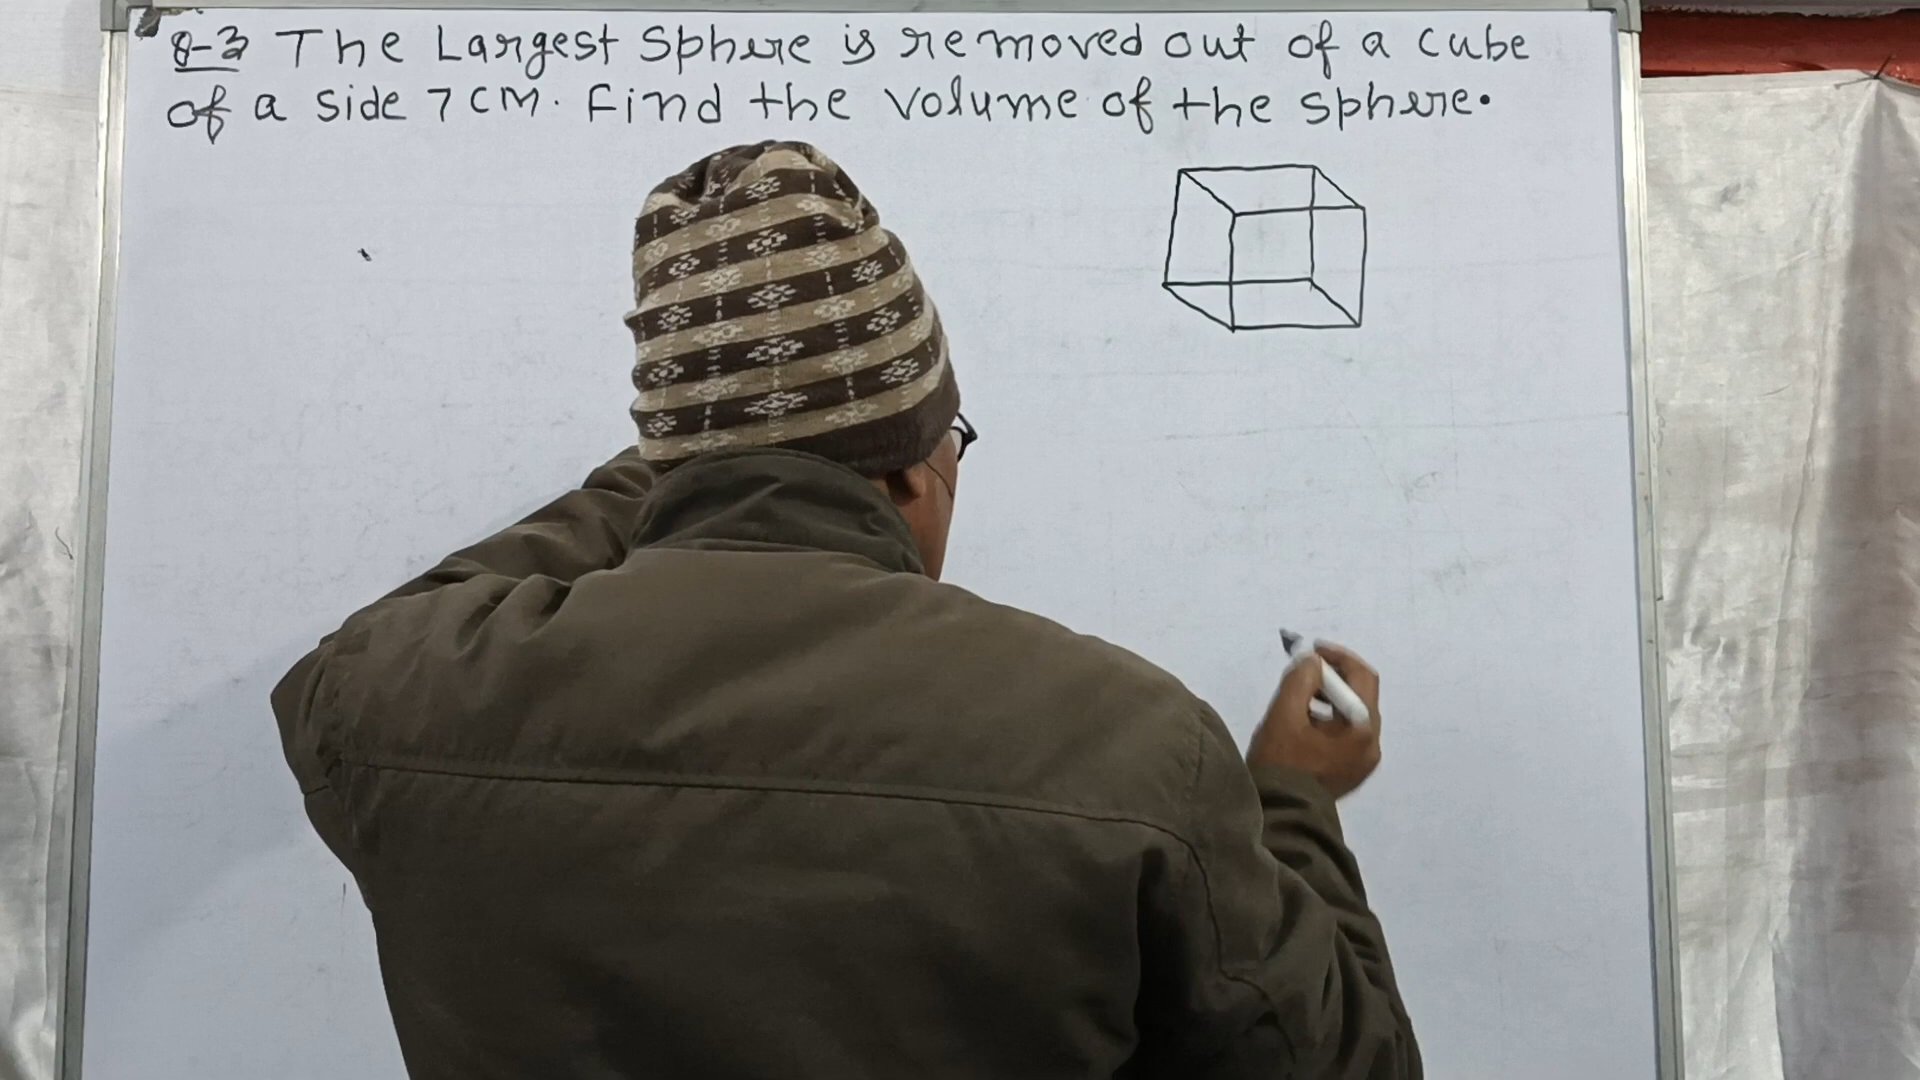 Q-3 The Largest Sphere is removed out of a cube
of a side 7 CM. Find the volume of the sphere.